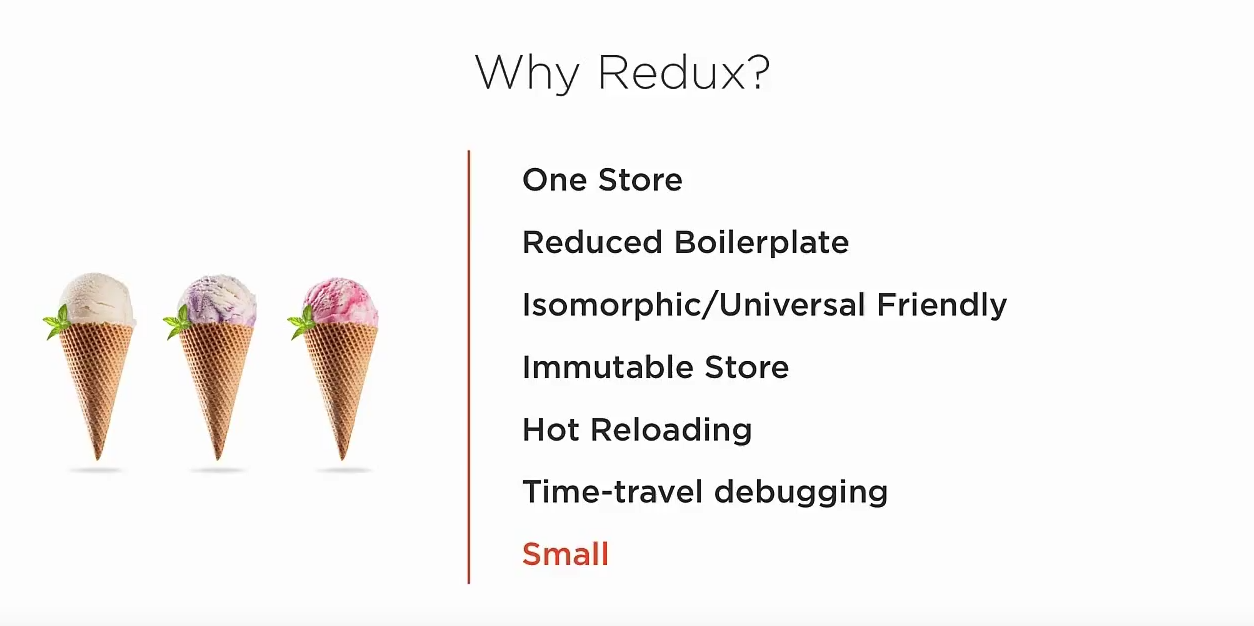 Why Redux?
One Store
Reduced Boilerplate
Isomorphic/Universal Friendly
Immutable Store
Hot Reloading
Time-travel debugging
Small